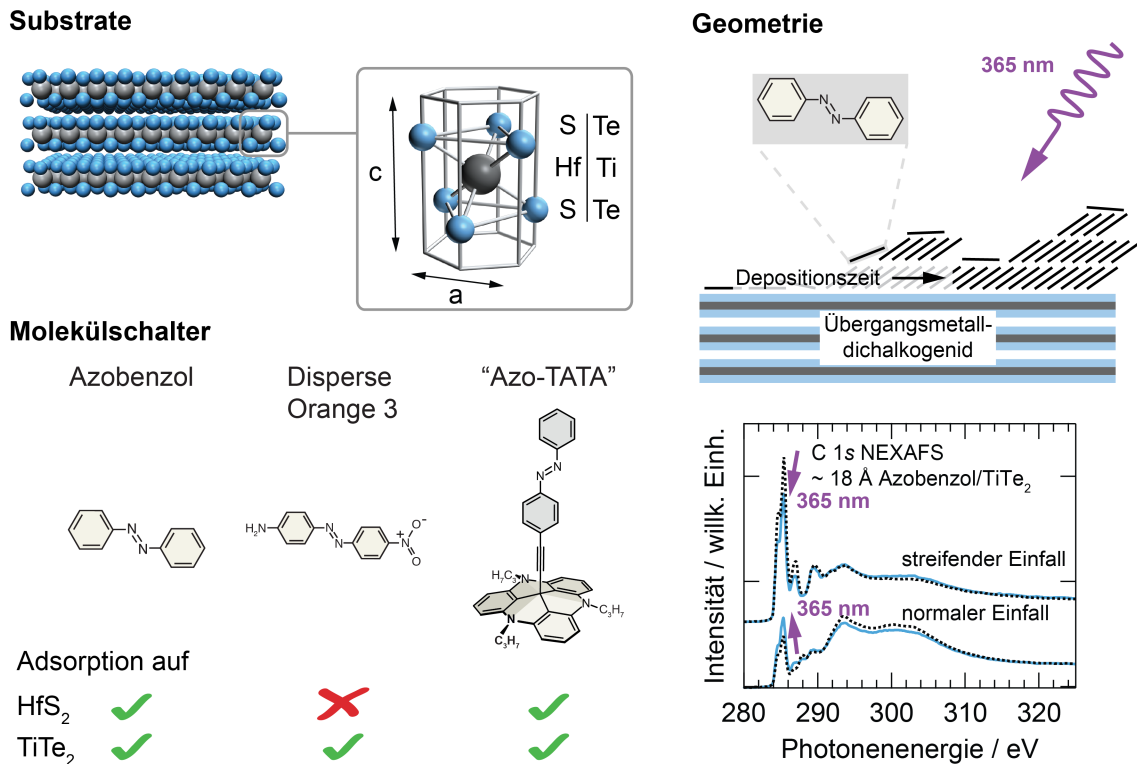 Substrate
S Te
Hf Ti
S Te
c
a
Molekülschalter
Azobenzol
Disperse
Orange 3
“Azo-TATA”
N
N
H₂N
N
N
N
+
O
-
O
N
N
H₇C₃
N
N
C₃H₇
N
C₃H₇
Adsorption auf
HfS₂
TiTe₂
Geometrie
365 nm
N
N
Depositionszeit
Übergangsmetall-
dichalkogenid
Intensität / willk. Einh.
C 1s NEXAFS
~ 18 Å Azobenzol/TiTe₂
365 nm
streifender Einfall
365 nm
normaler Einfall
280 290 300 310 320
Photonenenergie / eV